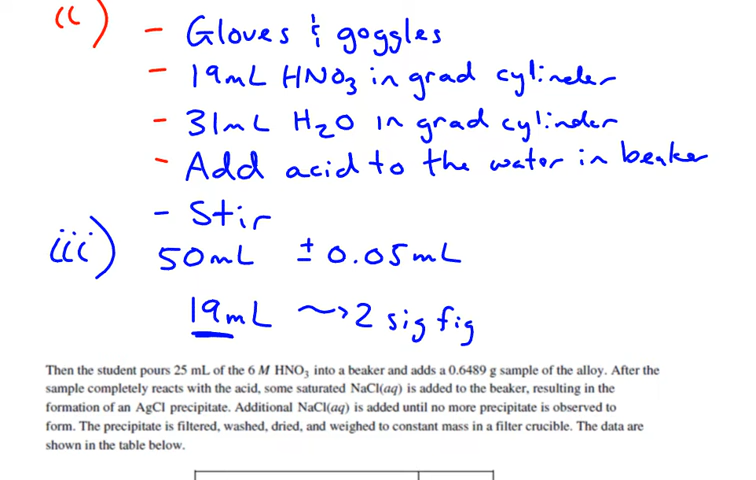 ii)
- Gloves & goggles
- 19mL HNO₃ in grad cylinder
- 31mL H₂O in grad cylinder
- Add acid to the water in beaker
- Stir
iii) 50mL ± 0.05mL
19mL ~> 2 sig fig
Then the student pours 25 mL of the 6 M HNO₃ into a beaker and adds a 0.6489 g sample of the alloy. After the
sample completely reacts with the acid, some saturated NaCl(aq) is added to the beaker, resulting in the
formation of an AgCl precipitate. Additional NaCl(aq) is added until no more precipitate is observed to
form. The precipitate is filtered, washed, dried, and weighed to constant mass in a filter crucible. The data are
shown in the table below.